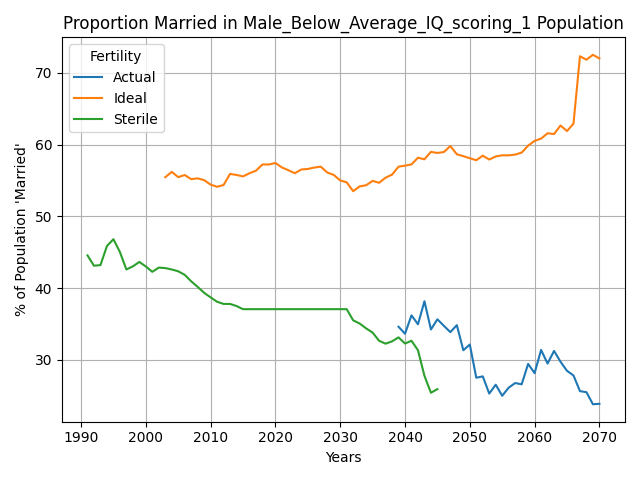 Proportion Married in Male_Below_Average_IQ_scoring_1 Population
Fertility
Actual
Ideal
Sterile
% of Population 'Married'
70
60
50
40
30
1990 2000 2010 2020 2030 2040 2050 2060 2070
Years